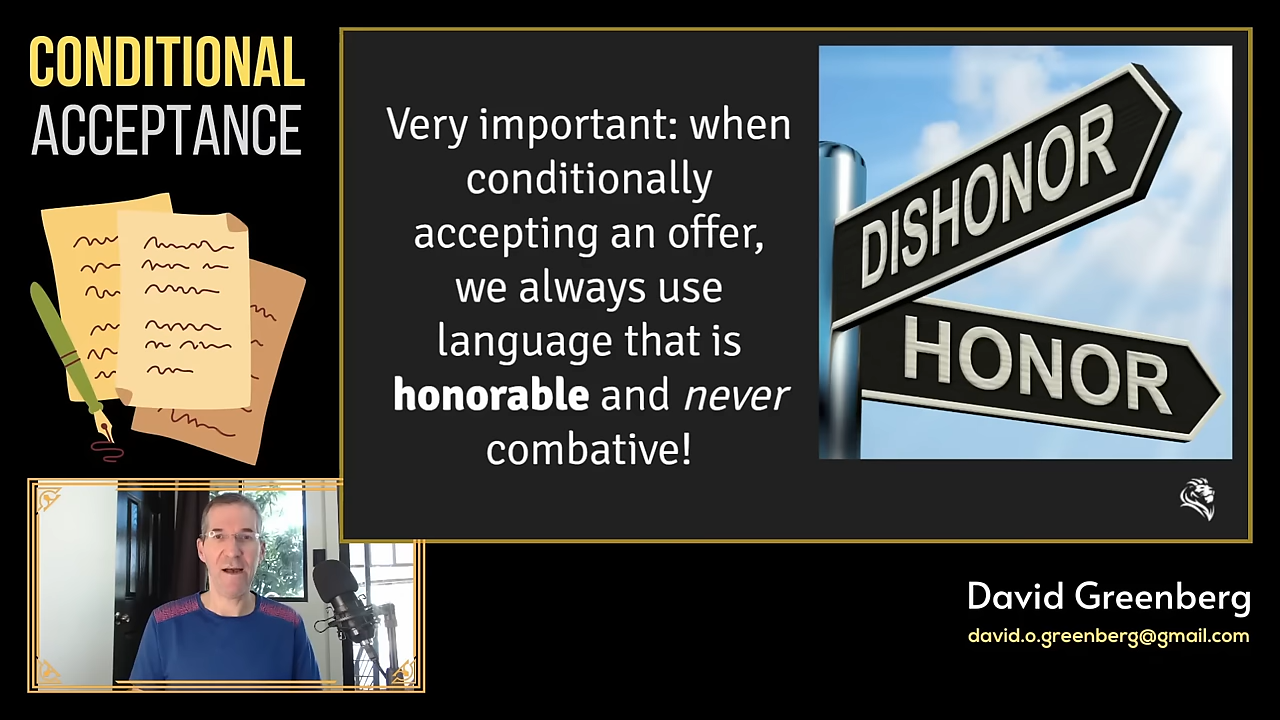 CONDITIONAL
ACCEPTANCE
Very important: when
conditionally
accepting an offer,
we always use
language that is
honorable and never
combative!
DISHONOR
HONOR
David Greenberg
david.o.greenberg@gmail.com